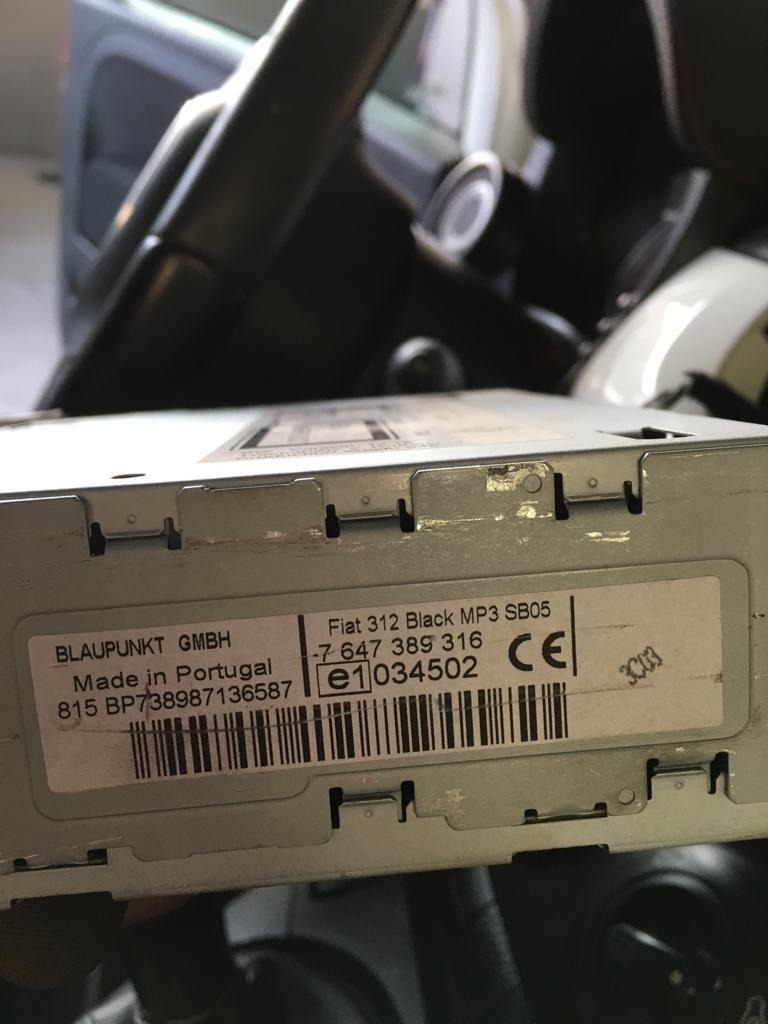 BLAUPUNKT GMBH
Made in Portugal
815 BP738987136587
Fiat 312 Black MP3 SB05
7 647 389 316
e1 034502
CE